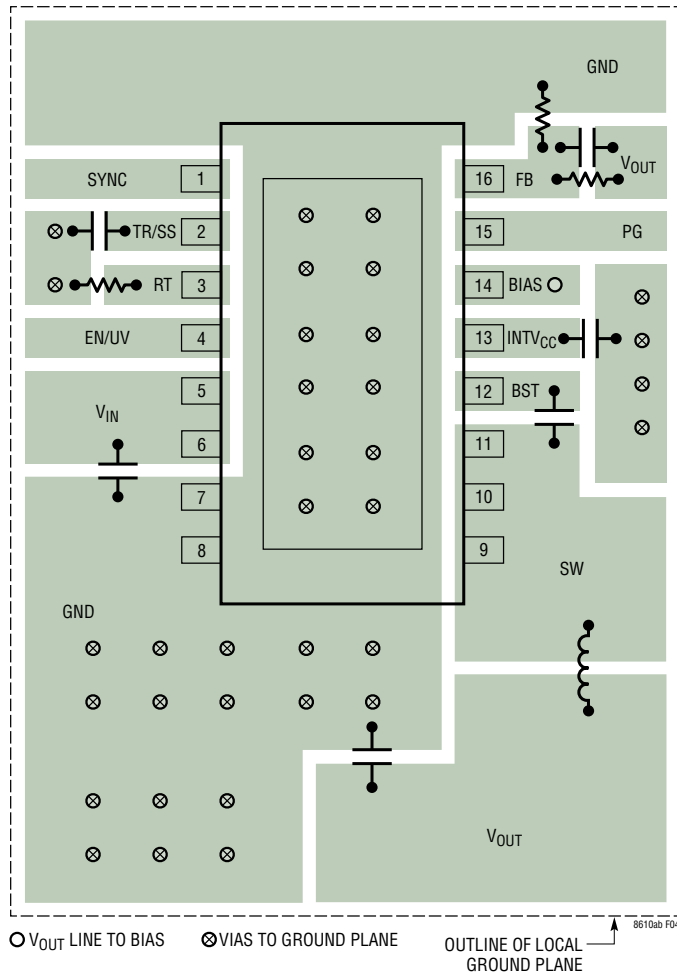 GND
SYNC 1 16 FB VOUT
TR/SS 2 15 PG
RT 3 14 BIAS
EN/UV 4 13 INTVCC
5 12 BST
VIN
6 11
7 10
8 9
SW
GND
VOUT
8610ab F04
VOUT LINE TO BIAS VIAS TO GROUND PLANE OUTLINE OF LOCAL
GROUND PLANE